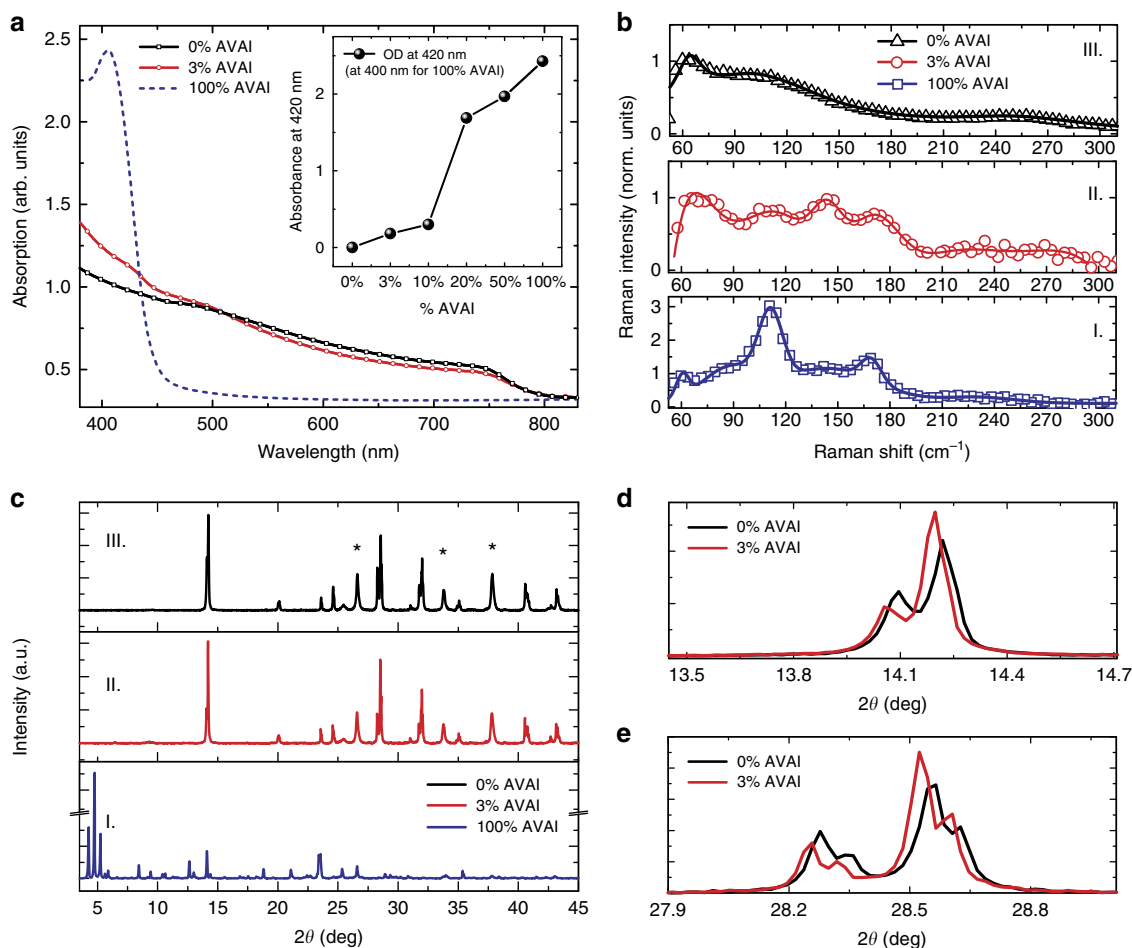 a
Absorption (arb. units)
2.5
2.0
1.5
1.0
0.5
400
500
600
700
800
Wavelength (nm)
0% AVAI
3% AVAI
100% AVAI
OD at 420 nm
(at 400 nm for 100% AVAI)
Absorbance at 420 nm
2
1
0
0%
3%
10%
20%
50%
100%
% AVAI
b
Raman intensity (norm. units)
0% AVAI
3% AVAI
100% AVAI
III.
1
0
60 90 120 150 180 210 240 270 300
II.
1
0
60 90 120 150 180 210 240 270 300
I.
3
2
1
0
60 90 120 150 180 210 240 270 300
Raman shift (cm−1)
c
Intensity (a.u.)
III.
* * *
II.
I.
0% AVAI
3% AVAI
100% AVAI
5 10 15 20 25 30 35 40 45
2θ (deg)
d
0% AVAI
3% AVAI
13.5 13.8 14.1 14.4 14.7
2θ (deg)
e
0% AVAI
3% AVAI
27.9 28.2 28.5 28.8
2θ (deg)